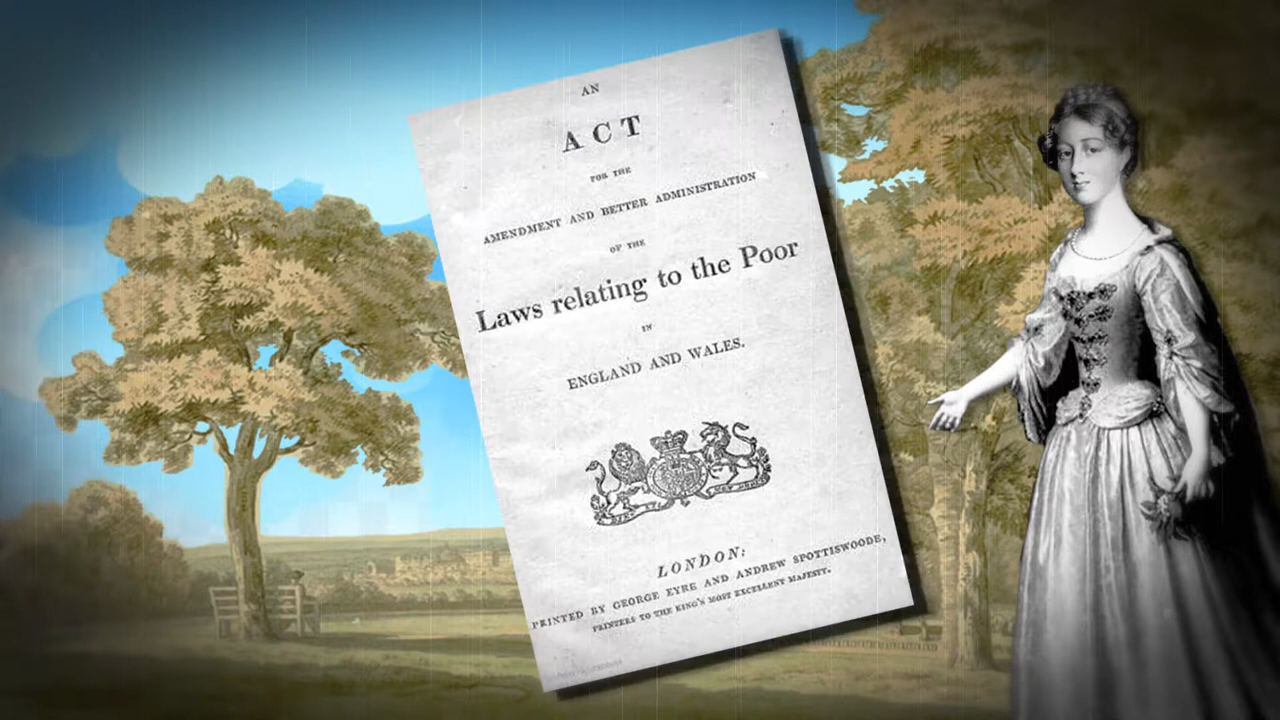 AN
ACT
FOR THE
AMENDMENT AND BETTER ADMINISTRATION
OF THE
Laws relating to the Poor
IN
ENGLAND AND WALES.
LONDON:
PRINTED BY GEORGE EYRE AND ANDREW SPOTTISWOODE,
PRINTERS TO THE KING'S MOST EXCELLENT MAJESTY.